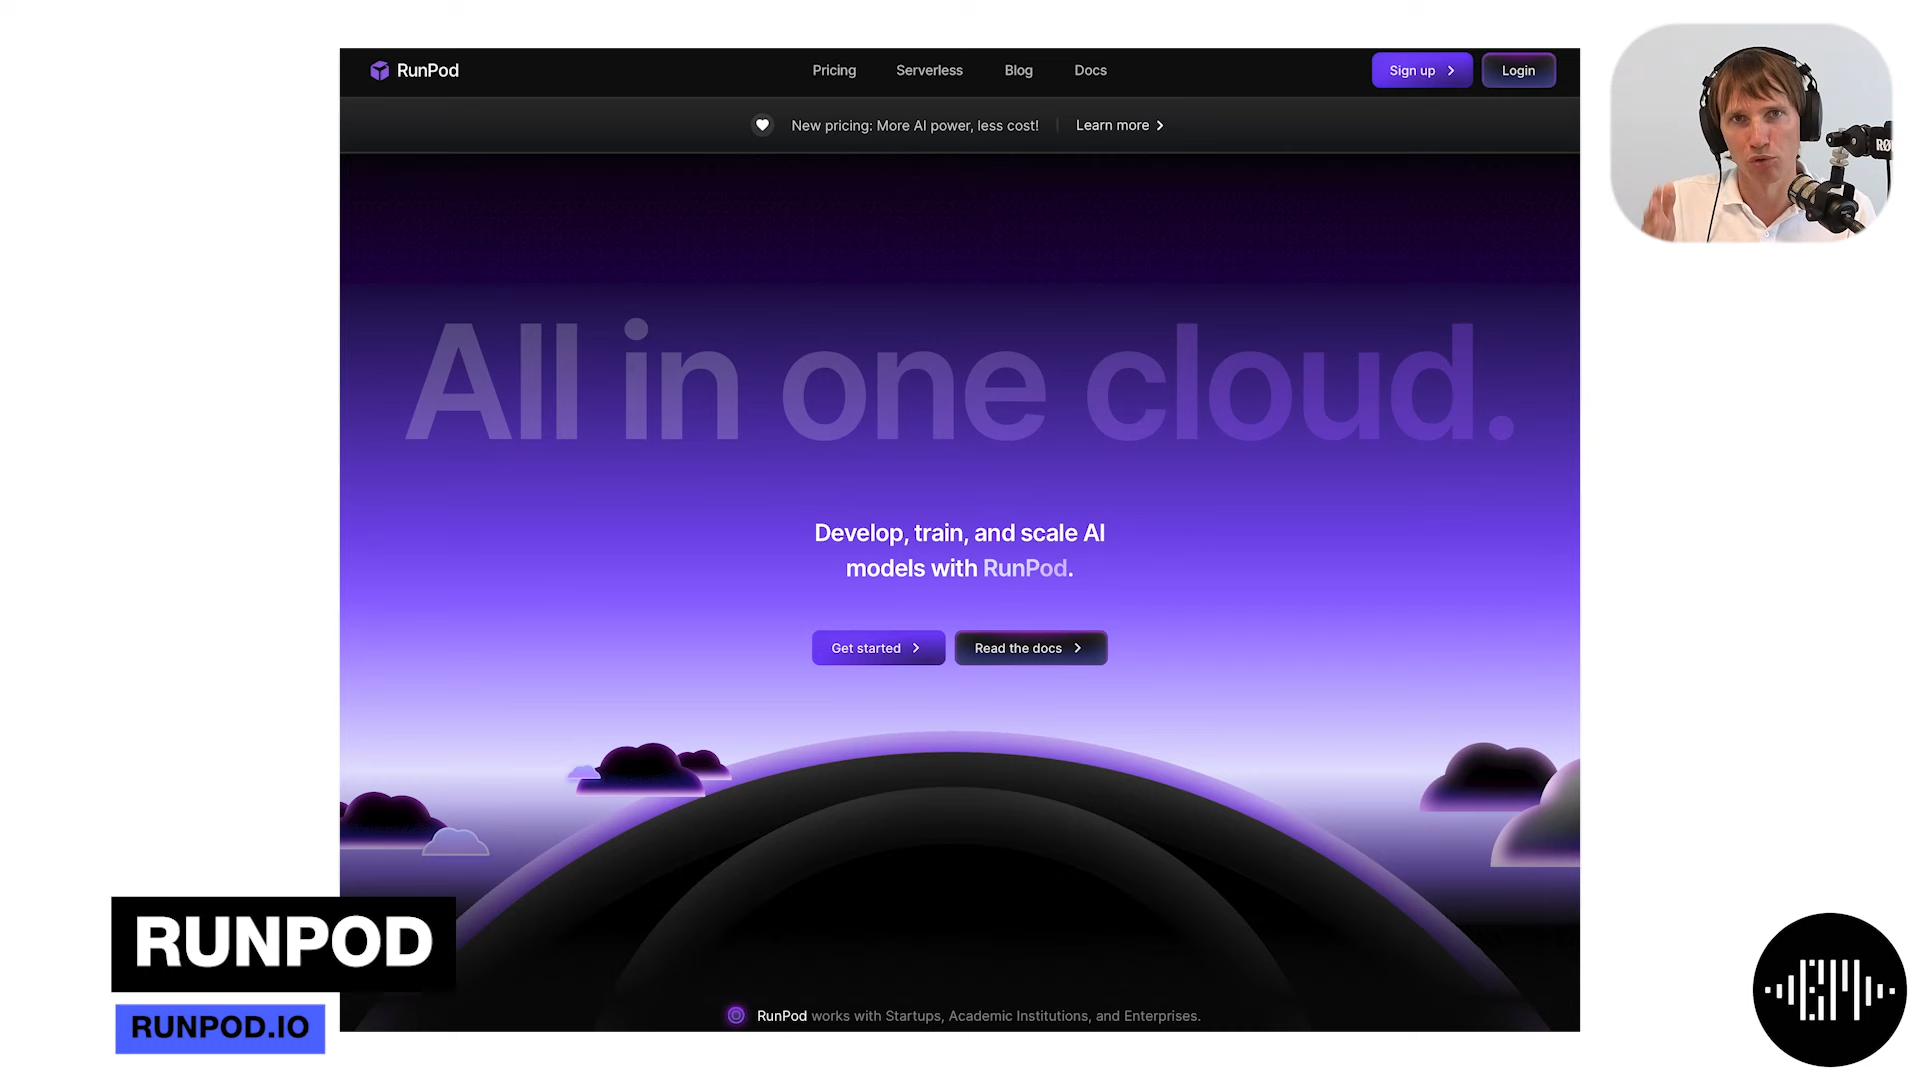 RunPod
Pricing Serverless Blog Docs
Sign up Login
New pricing: More AI power, less cost! Learn more
All in one cloud.
Develop, train, and scale AI
models with RunPod.
Get started Read the docs
RunPod works with Startups, Academic Institutions, and Enterprises.
RUNPOD
RUNPOD.IO